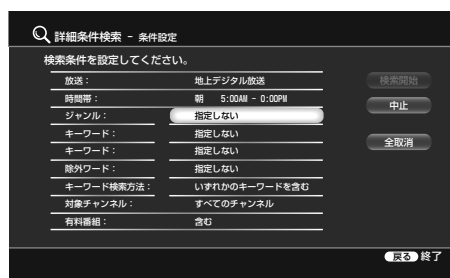 詳細条件検索 - 条件設定
検索条件を設定してください。
放送： 地上デジタル放送
時間帯： 朝 5:00AM - 0:00PM
ジャンル： 指定しない
キーワード： 指定しない
キーワード： 指定しない
除外ワード： 指定しない
キーワード検索方法： いずれかのキーワードを含む
対象チャンネル： すべてのチャンネル
有料番組： 含む
検索開始
中止
全取消
戻る 終了